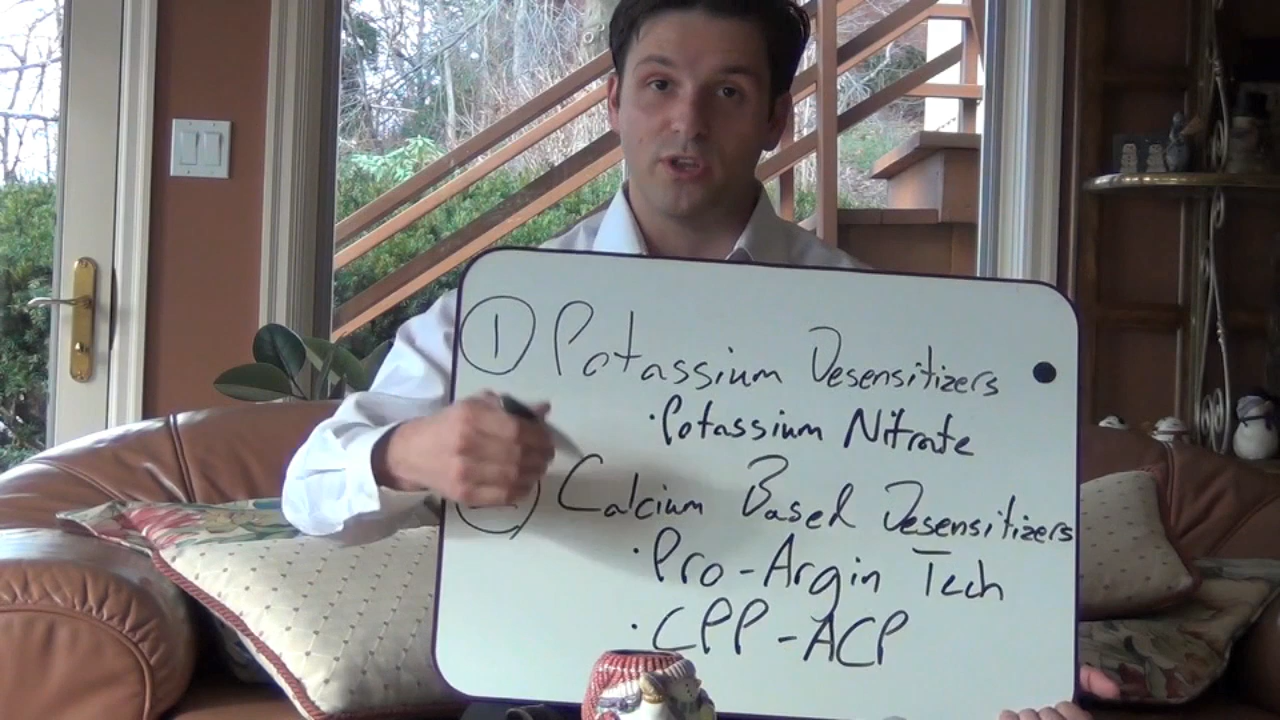 1 Potassium Desensitizers
·Potassium Nitrate
Calcium Based Desensitizers
·Pro-Argin Tech
·CPP-ACP